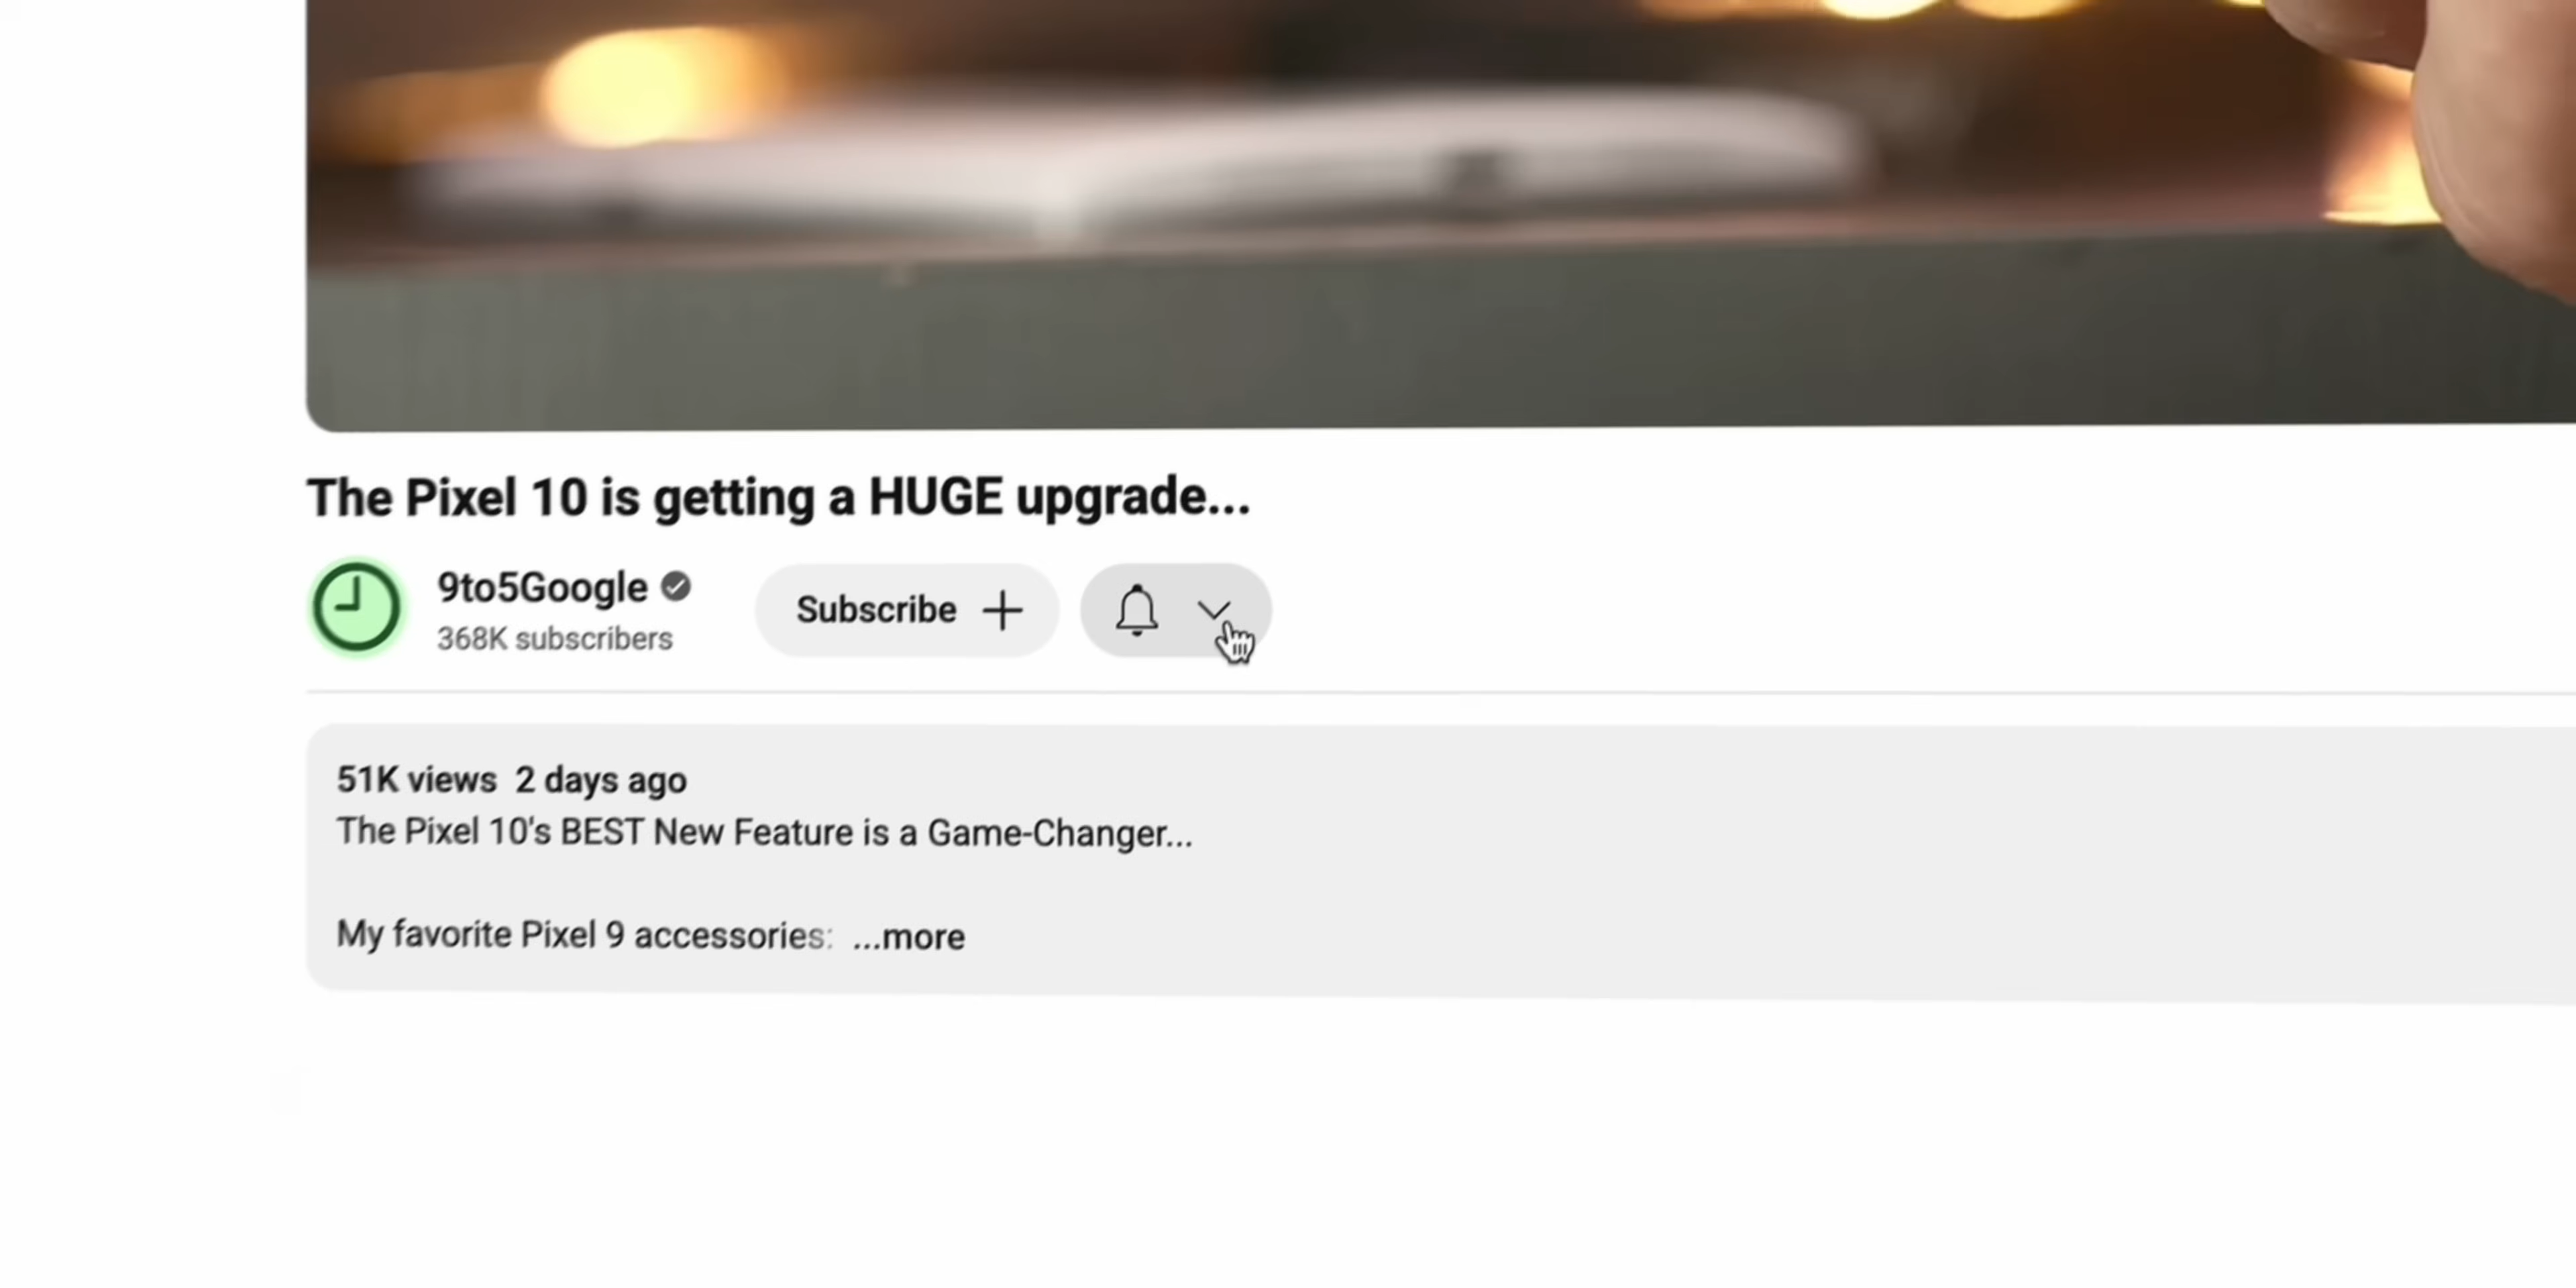 The Pixel 10 is getting a HUGE upgrade...
9to5Google
368K subscribers
Subscribe
51K views 2 days ago
The Pixel 10's BEST New Feature is a Game-Changer...
My favorite Pixel 9 accessories: ...more